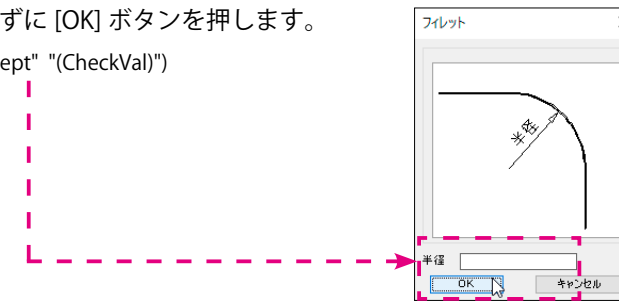 ずに [OK] ボタンを押します。
ept" "(CheckVal)")
フィレット
半径
半径
OK
キャンセル